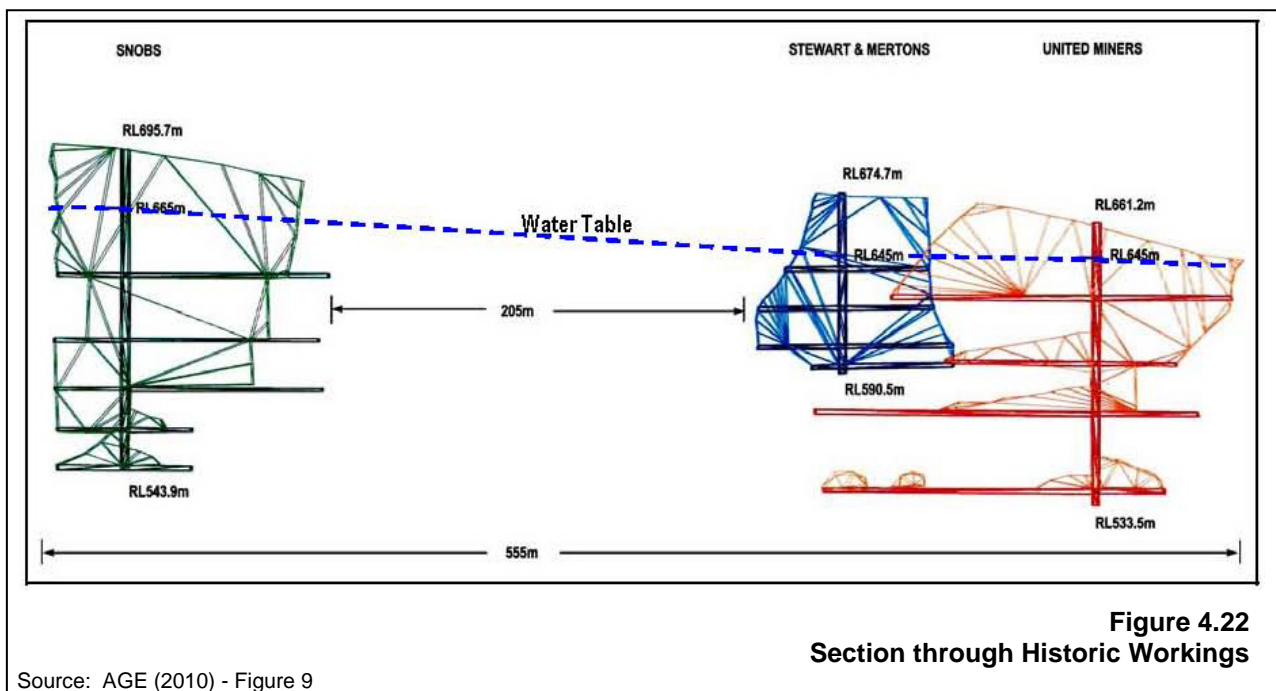 SNOBS
STEWART & MERTONS
UNITED MINERS
RL695.7m
RL674.7m
RL661.2m
RL665m
Water Table
RL645m
RL645m
205m
RL590.5m
RL543.9m
RL533.5m
555m
Figure 4.22
Section through Historic Workings
Source: AGE (2010) - Figure 9